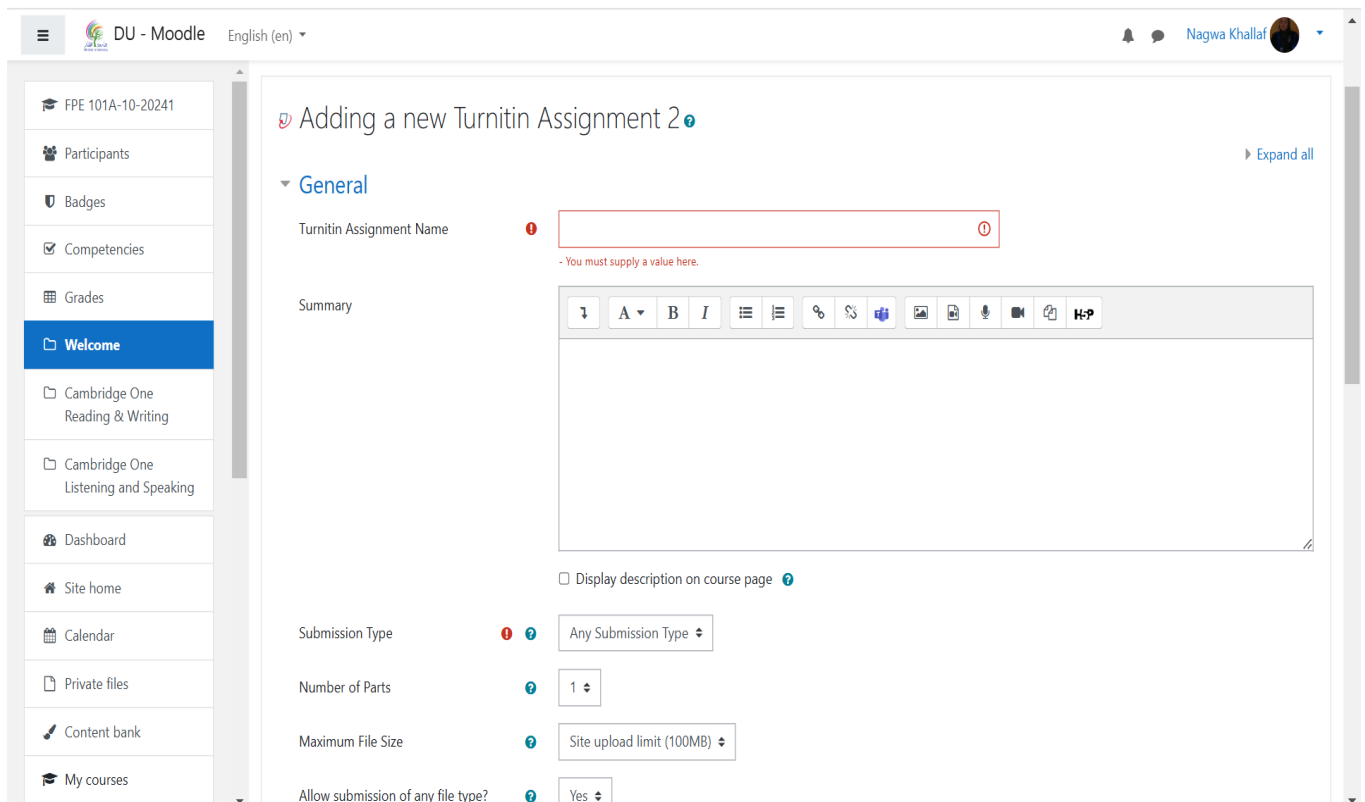 DU - Moodle English (en)
Nagwa Khallaf
FPE 101A-10-20241
Participants
Badges
Competencies
Grades
Welcome
Cambridge One
Reading & Writing
Cambridge One
Listening and Speaking
Dashboard
Site home
Calendar
Private files
Content bank
My courses
Adding a new Turnitin Assignment 2
Expand all
General
Turnitin Assignment Name
- You must supply a value here.
Summary
A B I H5P
Display description on course page
Submission Type Any Submission Type
Number of Parts 1
Maximum File Size Site upload limit (100MB)
Allow submission of any file type? Yes